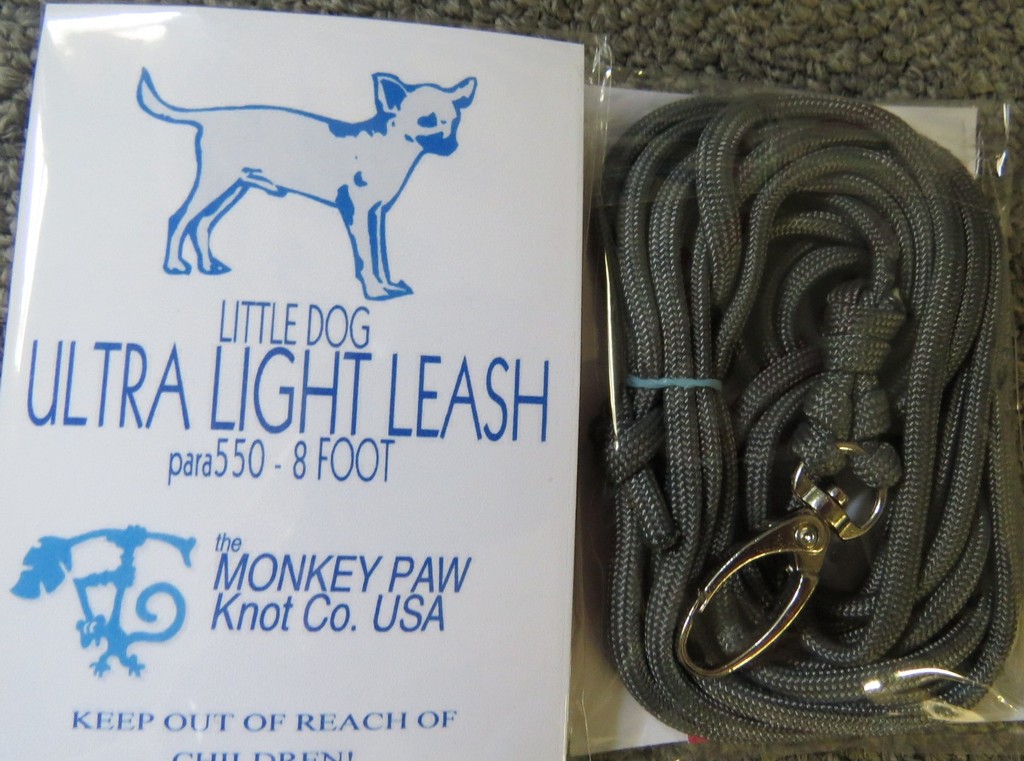 LITTLE DOG
ULTRA LIGHT LEASH
para550 - 8 FOOT
the
MONKEY PAW
Knot Co. USA
KEEP OUT OF REACH OF
CHILDREN!